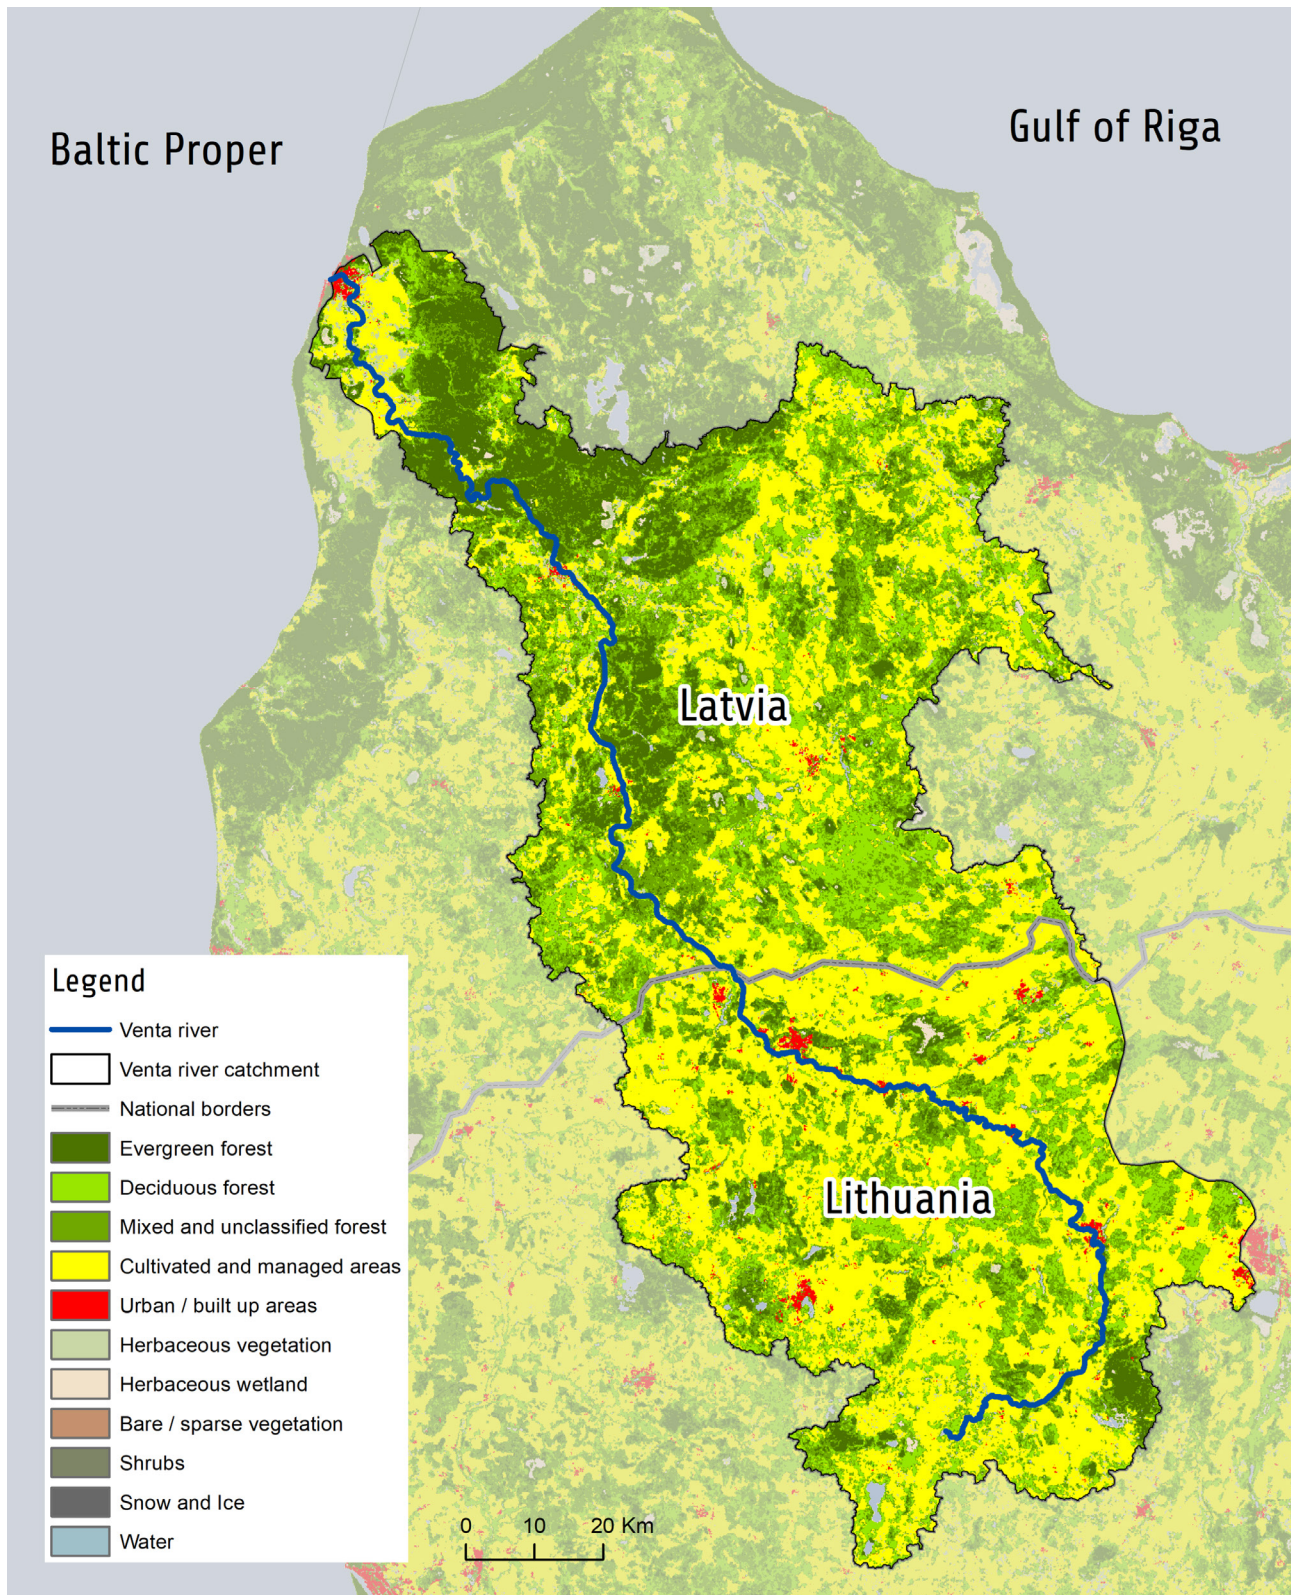 Baltic Proper
Gulf of Riga
Latvia
Lithuania
Legend
Venta river
Venta river catchment
National borders
Evergreen forest
Deciduous forest
Mixed and unclassified forest
Cultivated and managed areas
Urban / built up areas
Herbaceous vegetation
Herbaceous wetland
Bare / sparse vegetation
Shrubs
Snow and Ice
Water
0 10 20 Km